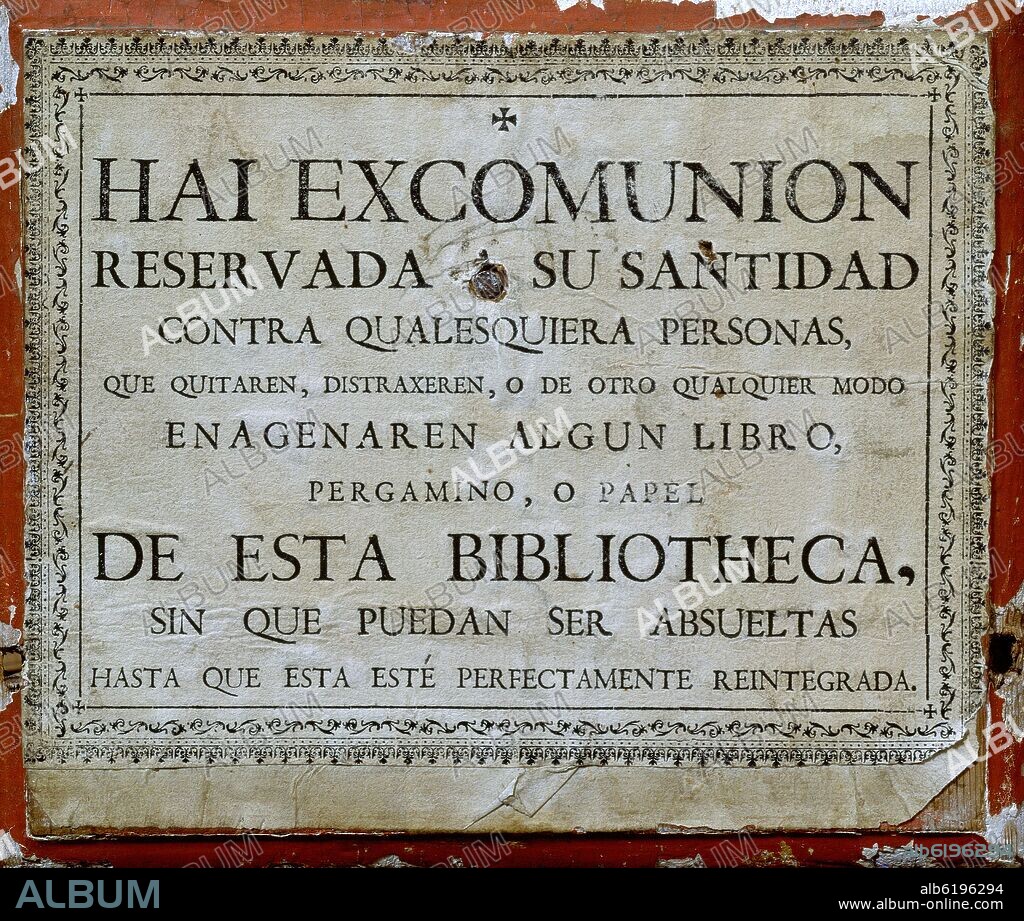 HAI EXCOMUNION
RESERVADA SU SANTIDAD
CONTRA QUALESQUIERA PERSONAS,
QUE QUITAREN, DISTRAXEREN, O DE OTRO QUALQUIER MODO
ENAGENAREN ALGUN LIBRO,
PERGAMINO, O PAPEL
DE ESTA BIBLIOTHECA,
SIN QUE PUEDAN SER ABSUELTAS
HASTA QUE ESTA ESTÉ PERFECTAMENTE REINTEGRADA.
ALBUM
alb6196294
www.album-online.com